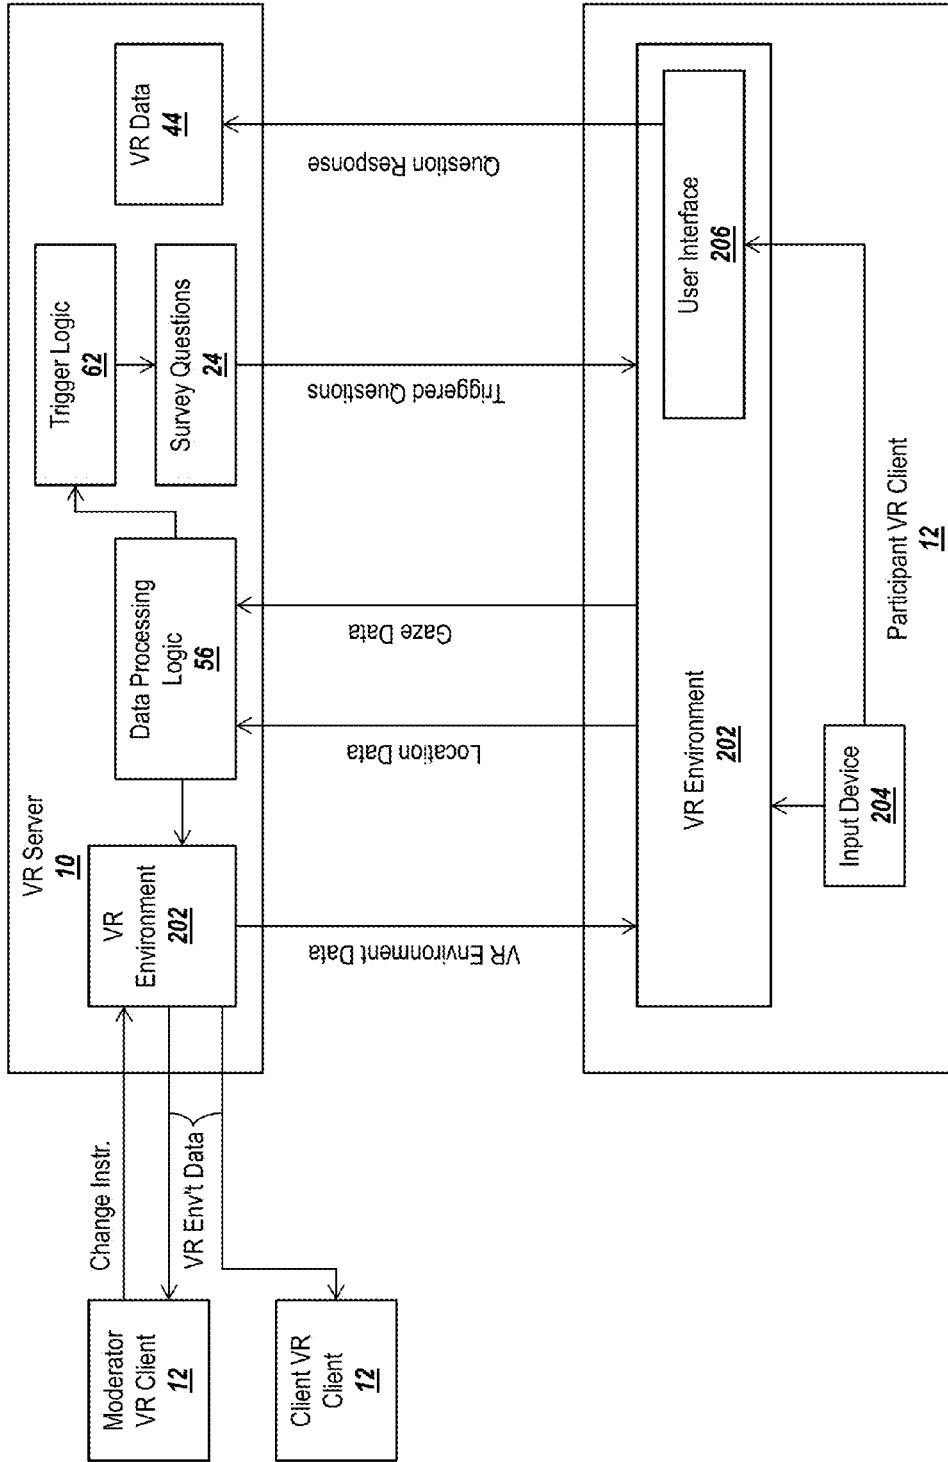 Moderator
VR Client
12
Client VR
Client
12
Change Instr.
VR Env't Data
VR Server
10
VR
Environment
202
Data Processing
Logic
56
Trigger Logic
62
Survey Questions
24
VR Data
44
VR Environment Data
Location Data
Gaze Data
Triggered Questions
Question Response
VR Environment
202
User Interface
206
Input Device
204
Participant VR Client
12